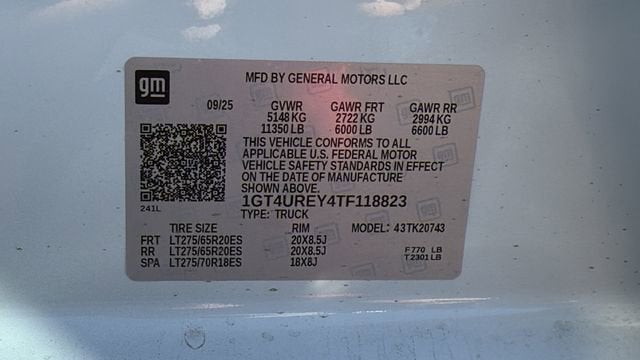 gm
MFD BY GENERAL MOTORS LLC
09/25 GVWR GAWR FRT GAWR RR
5148 KG 2722 KG 2994 KG
11350 LB 6000 LB 6600 LB
THIS VEHICLE CONFORMS TO ALL
APPLICABLE U.S. FEDERAL MOTOR
VEHICLE SAFETY STANDARDS IN EFFECT
ON THE DATE OF MANUFACTURE
SHOWN ABOVE.
241L
1GT4UREY4TF118823
TYPE: TRUCK
TIRE SIZE RIM MODEL: 43TK20743
FRT LT275/65R20ES 20X8.5J
RR LT275/65R20ES 20X8.5J
SPA LT275/70R18ES 18X8J
F 770 LB
T 2301 LB